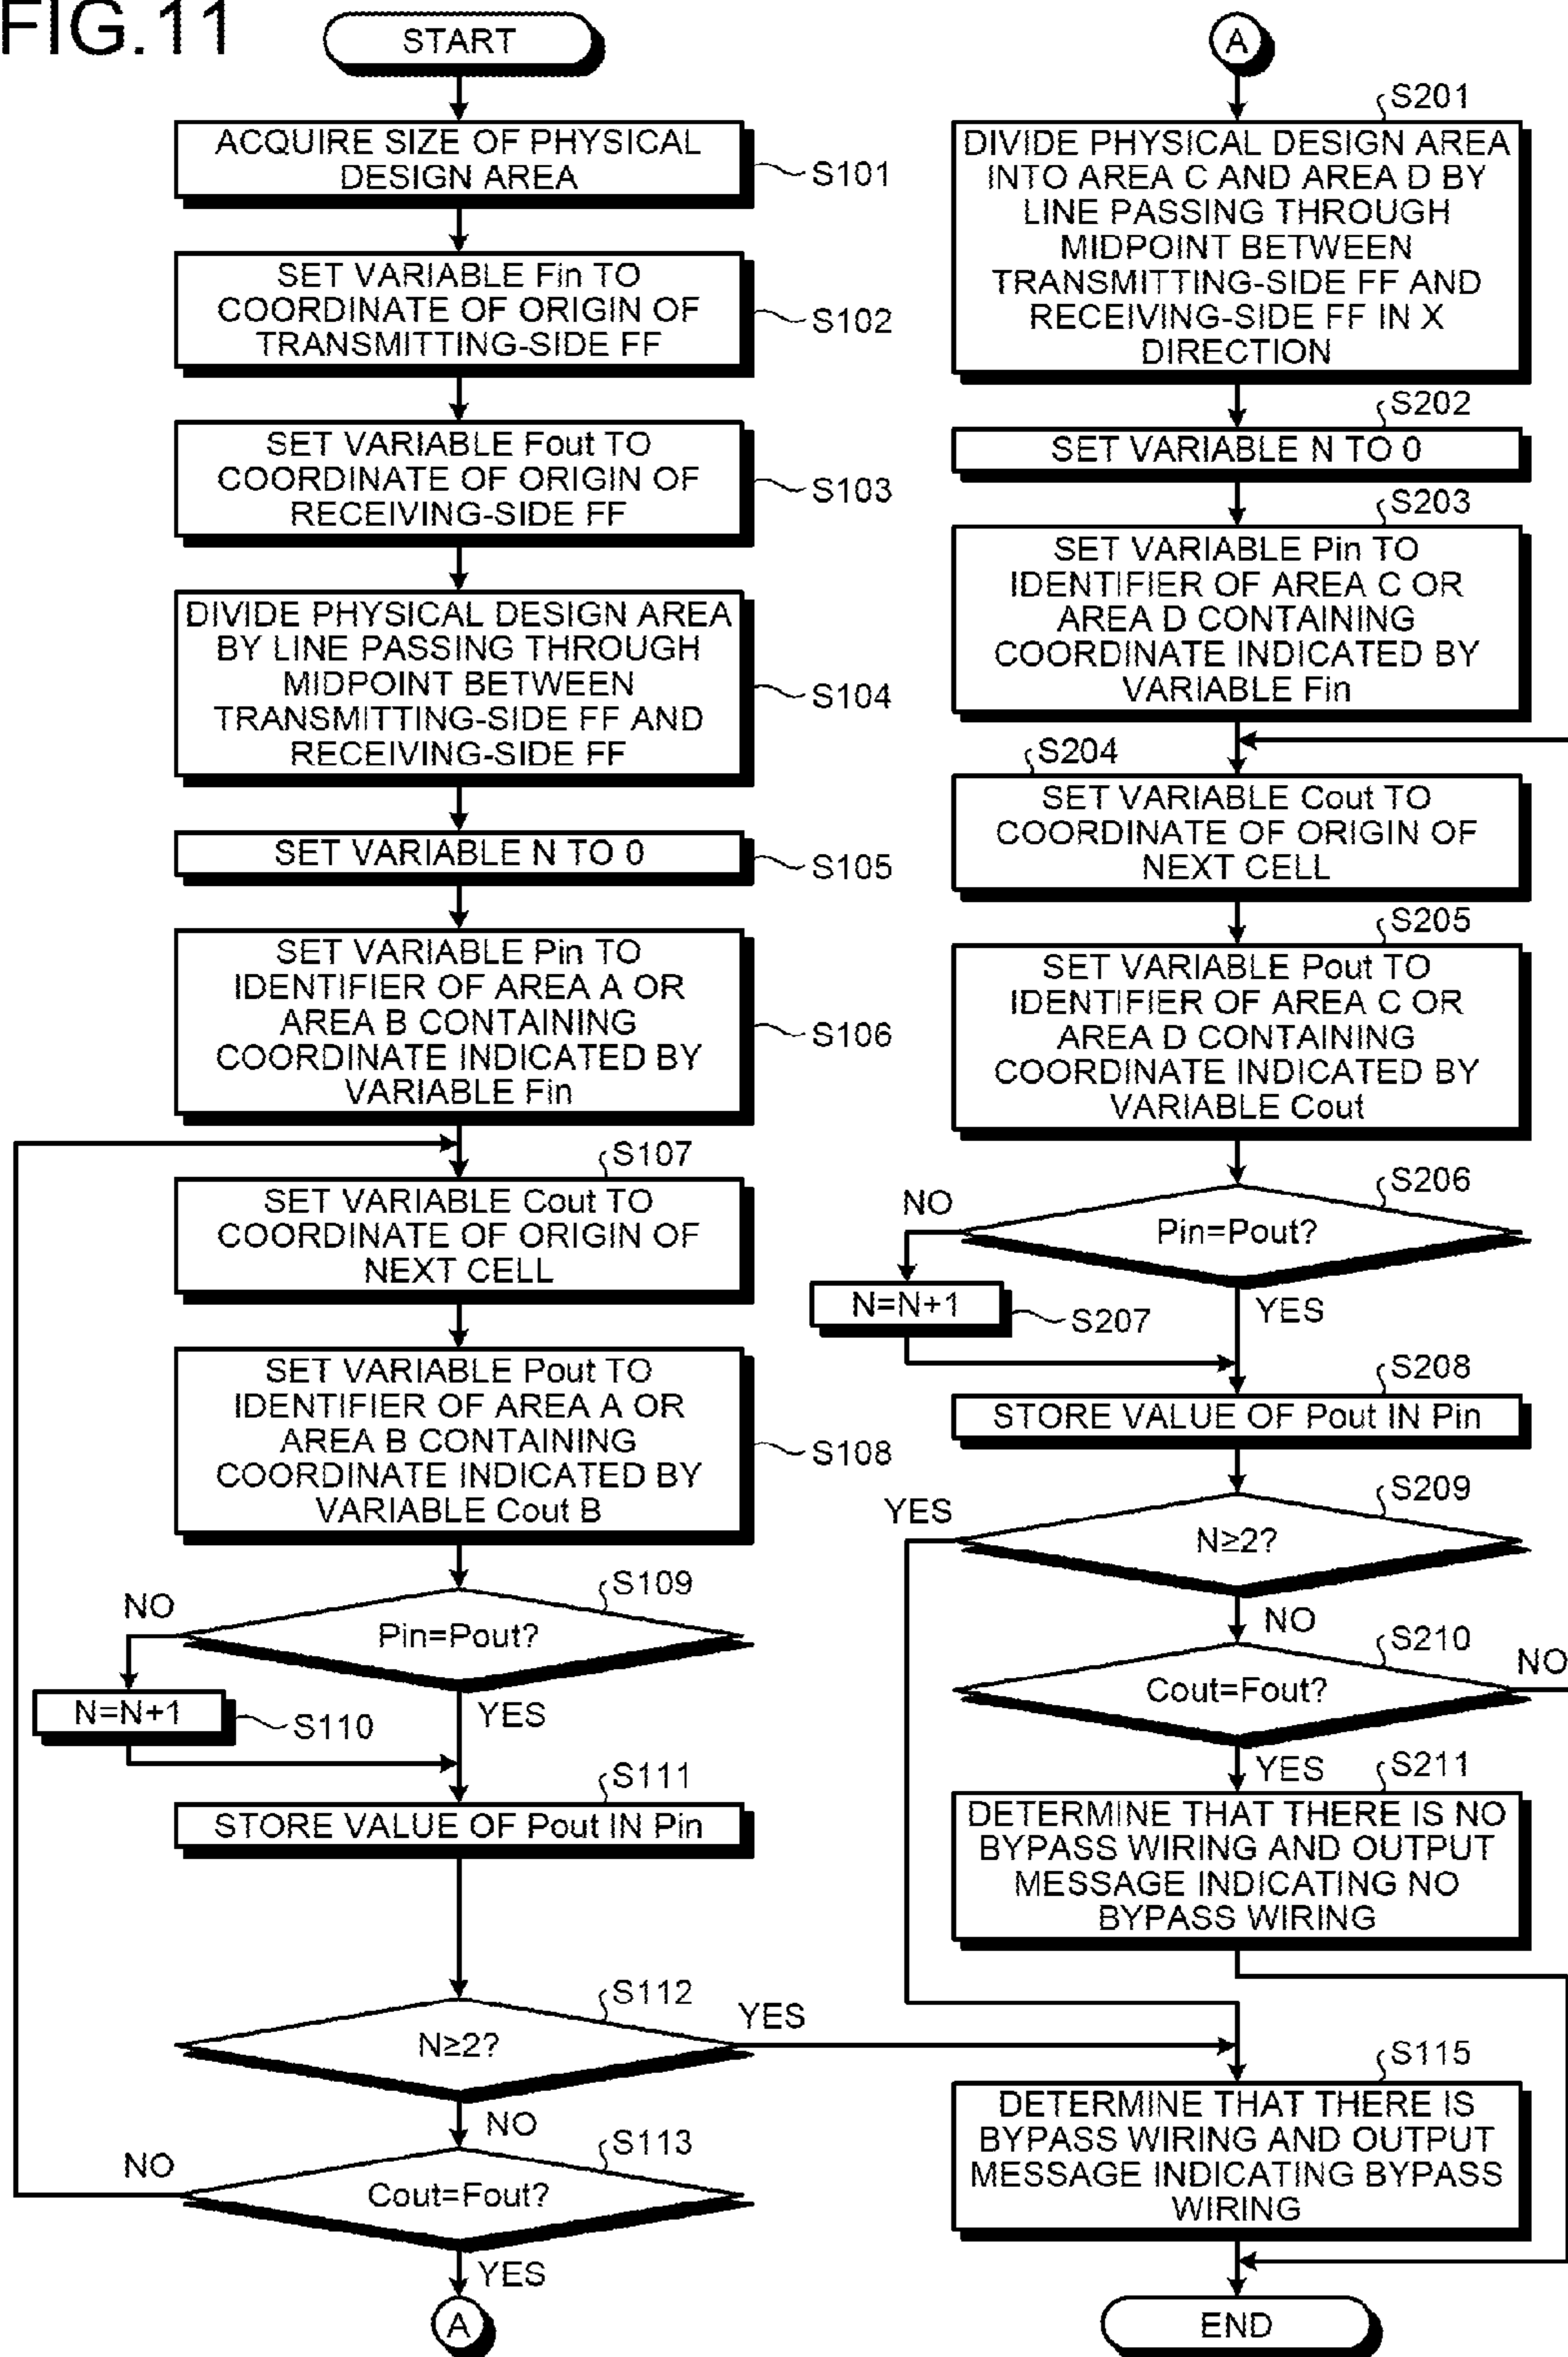 FIG.11
START
ACQUIRE SIZE OF PHYSICAL
DESIGN AREA
S101
SET VARIABLE Fin TO
COORDINATE OF ORIGIN OF
TRANSMITTING-SIDE FF
S102
SET VARIABLE Fout TO
COORDINATE OF ORIGIN OF
RECEIVING-SIDE FF
S103
DIVIDE PHYSICAL DESIGN AREA
BY LINE PASSING THROUGH
MIDPOINT BETWEEN
TRANSMITTING-SIDE FF AND
RECEIVING-SIDE FF
S104
SET VARIABLE N TO 0
S105
SET VARIABLE Pin TO
IDENTIFIER OF AREA A OR
AREA B CONTAINING
COORDINATE INDICATED BY
VARIABLE Fin
S106
S107
SET VARIABLE Cout TO
COORDINATE OF ORIGIN OF
NEXT CELL
SET VARIABLE Pout TO
IDENTIFIER OF AREA A OR
AREA B CONTAINING
COORDINATE INDICATED BY
VARIABLE Cout B
S108
S109
NO
Pin=Pout?
YES
N=N+1
S110
S111
STORE VALUE OF Pout IN Pin
S112
YES
N≥2?
NO
S113
NO
Cout=Fout?
YES
A
A
S201
DIVIDE PHYSICAL DESIGN AREA
INTO AREA C AND AREA D BY
LINE PASSING THROUGH
MIDPOINT BETWEEN
TRANSMITTING-SIDE FF AND
RECEIVING-SIDE FF IN X
DIRECTION
S202
SET VARIABLE N TO 0
S203
SET VARIABLE Pin TO
IDENTIFIER OF AREA C OR
AREA D CONTAINING
COORDINATE INDICATED BY
VARIABLE Fin
S204
SET VARIABLE Cout TO
COORDINATE OF ORIGIN OF
NEXT CELL
S205
SET VARIABLE Pout TO
IDENTIFIER OF AREA C OR
AREA D CONTAINING
COORDINATE INDICATED BY
VARIABLE Cout
S206
NO
Pin=Pout?
YES
N=N+1
S207
S208
STORE VALUE OF Pout IN Pin
S209
YES
N≥2?
NO
S210
NO
Cout=Fout?
YES
S211
DETERMINE THAT THERE IS NO
BYPASS WIRING AND OUTPUT
MESSAGE INDICATING NO
BYPASS WIRING
S115
DETERMINE THAT THERE IS
BYPASS WIRING AND OUTPUT
MESSAGE INDICATING BYPASS
WIRING
END